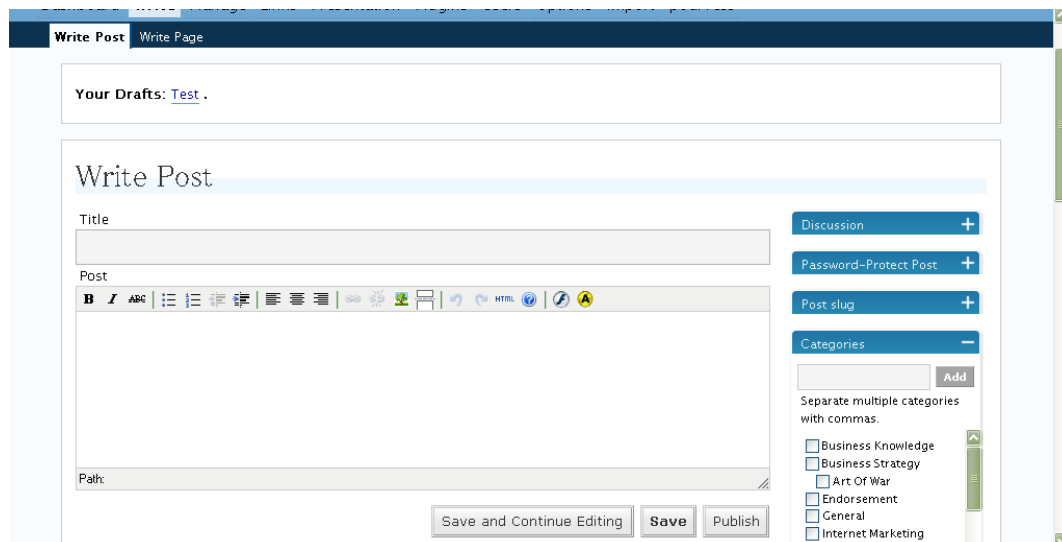 Write Post Write Page
Your Drafts: Test .
Write Post
Title
Post
B I ABC HTML
Path:
Save and Continue Editing Save Publish
Discussion
Password-Protect Post
Post slug
Categories
Add
Separate multiple categories
with commas.
Business Knowledge
Business Strategy
Art Of War
Endorsement
General
Internet Marketing